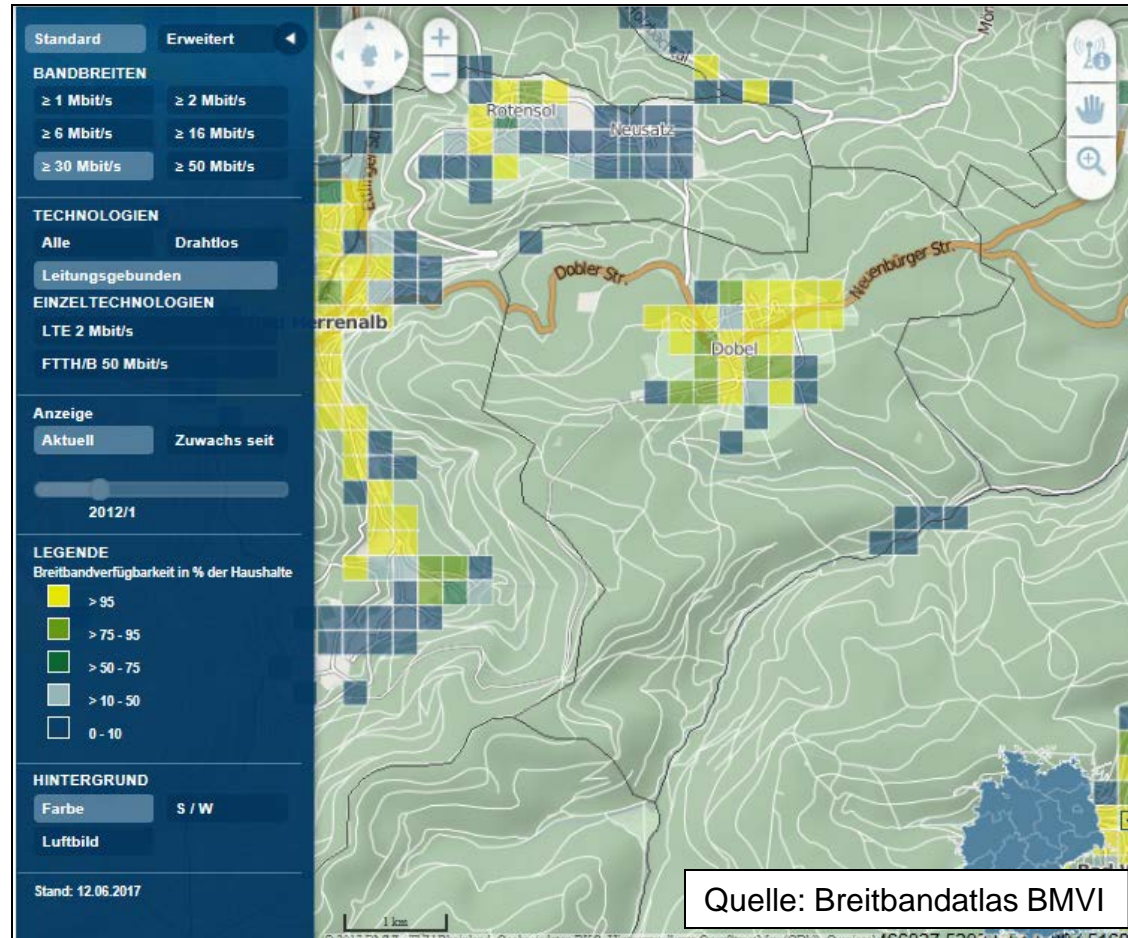 Standard Erweitert
BANDBREITEN
≥ 1 Mbit/s ≥ 2 Mbit/s
≥ 6 Mbit/s ≥ 16 Mbit/s
≥ 30 Mbit/s ≥ 50 Mbit/s
TECHNOLOGIEN
Alle Drahtlos
Leitungsgebunden
EINZELTECHNOLOGIEN
LTE 2 Mbit/s
FTTH/B 50 Mbit/s
Anzeige
Aktuell Zuwachs seit
2012/1
LEGENDE
Breitbandverfügbarkeit in % der Haushalte
> 95
> 75 - 95
> 50 - 75
> 10 - 50
0 - 10
HINTERGRUND
Farbe S / W
Luftbild
Stand: 12.06.2017
Rotensol
Neusatz
Dobler Str.
Neuenbürger Str.
errenalb
Dobel
1 km
Quelle: Breitbandatlas BMVI